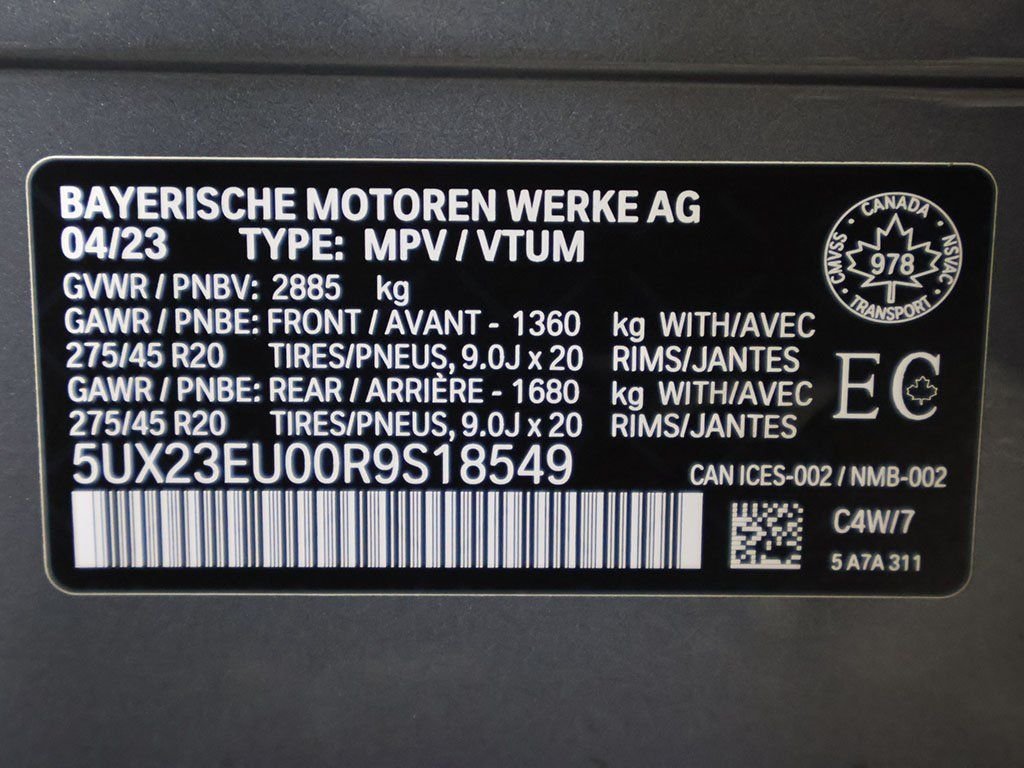 BAYERISCHE MOTOREN WERKE AG
04/23 TYPE: MPV / VTUM
GVWR / PNBV: 2885 kg
GAWR / PNBE: FRONT / AVANT - 1360 kg WITH/AVEC
275/45 R20 TIRES/PNEUS, 9.0J x 20 RIMS/JANTES
GAWR / PNBE: REAR / ARRIÈRE - 1680 kg WITH/AVEC
275/45 R20 TIRES/PNEUS, 9.0J x 20 RIMS/JANTES
5UX23EU00R9S18549
CANADA
CMVSS
978
NSVAC
TRANSPORT
EC
CAN ICES-002 / NMB-002
C4W/7
5 A7A 311